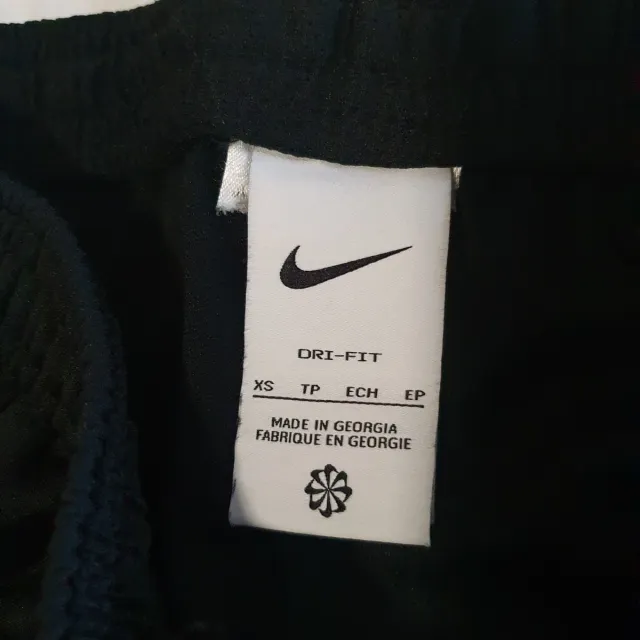 DRI-FIT
XS TP ECH EP
MADE IN GEORGIA
FABRIQUE EN GEORGIE